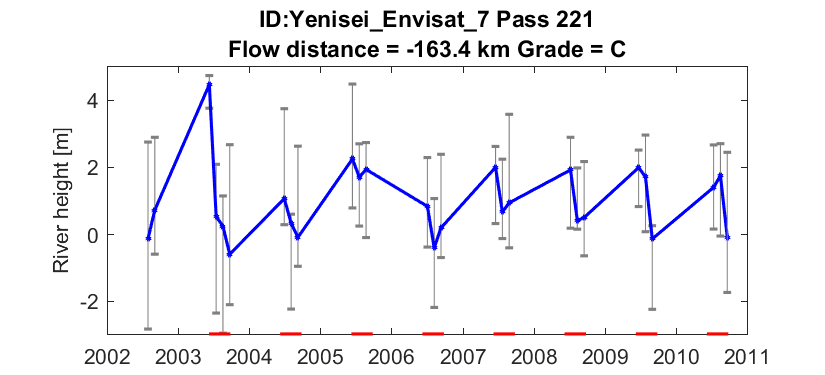 ID:Yenisei_Envisat_7 Pass 221
Flow distance = -163.4 km Grade = C
River height [m]
4
2
0
-2
2002 2003 2004 2005 2006 2007 2008 2009 2010 2011